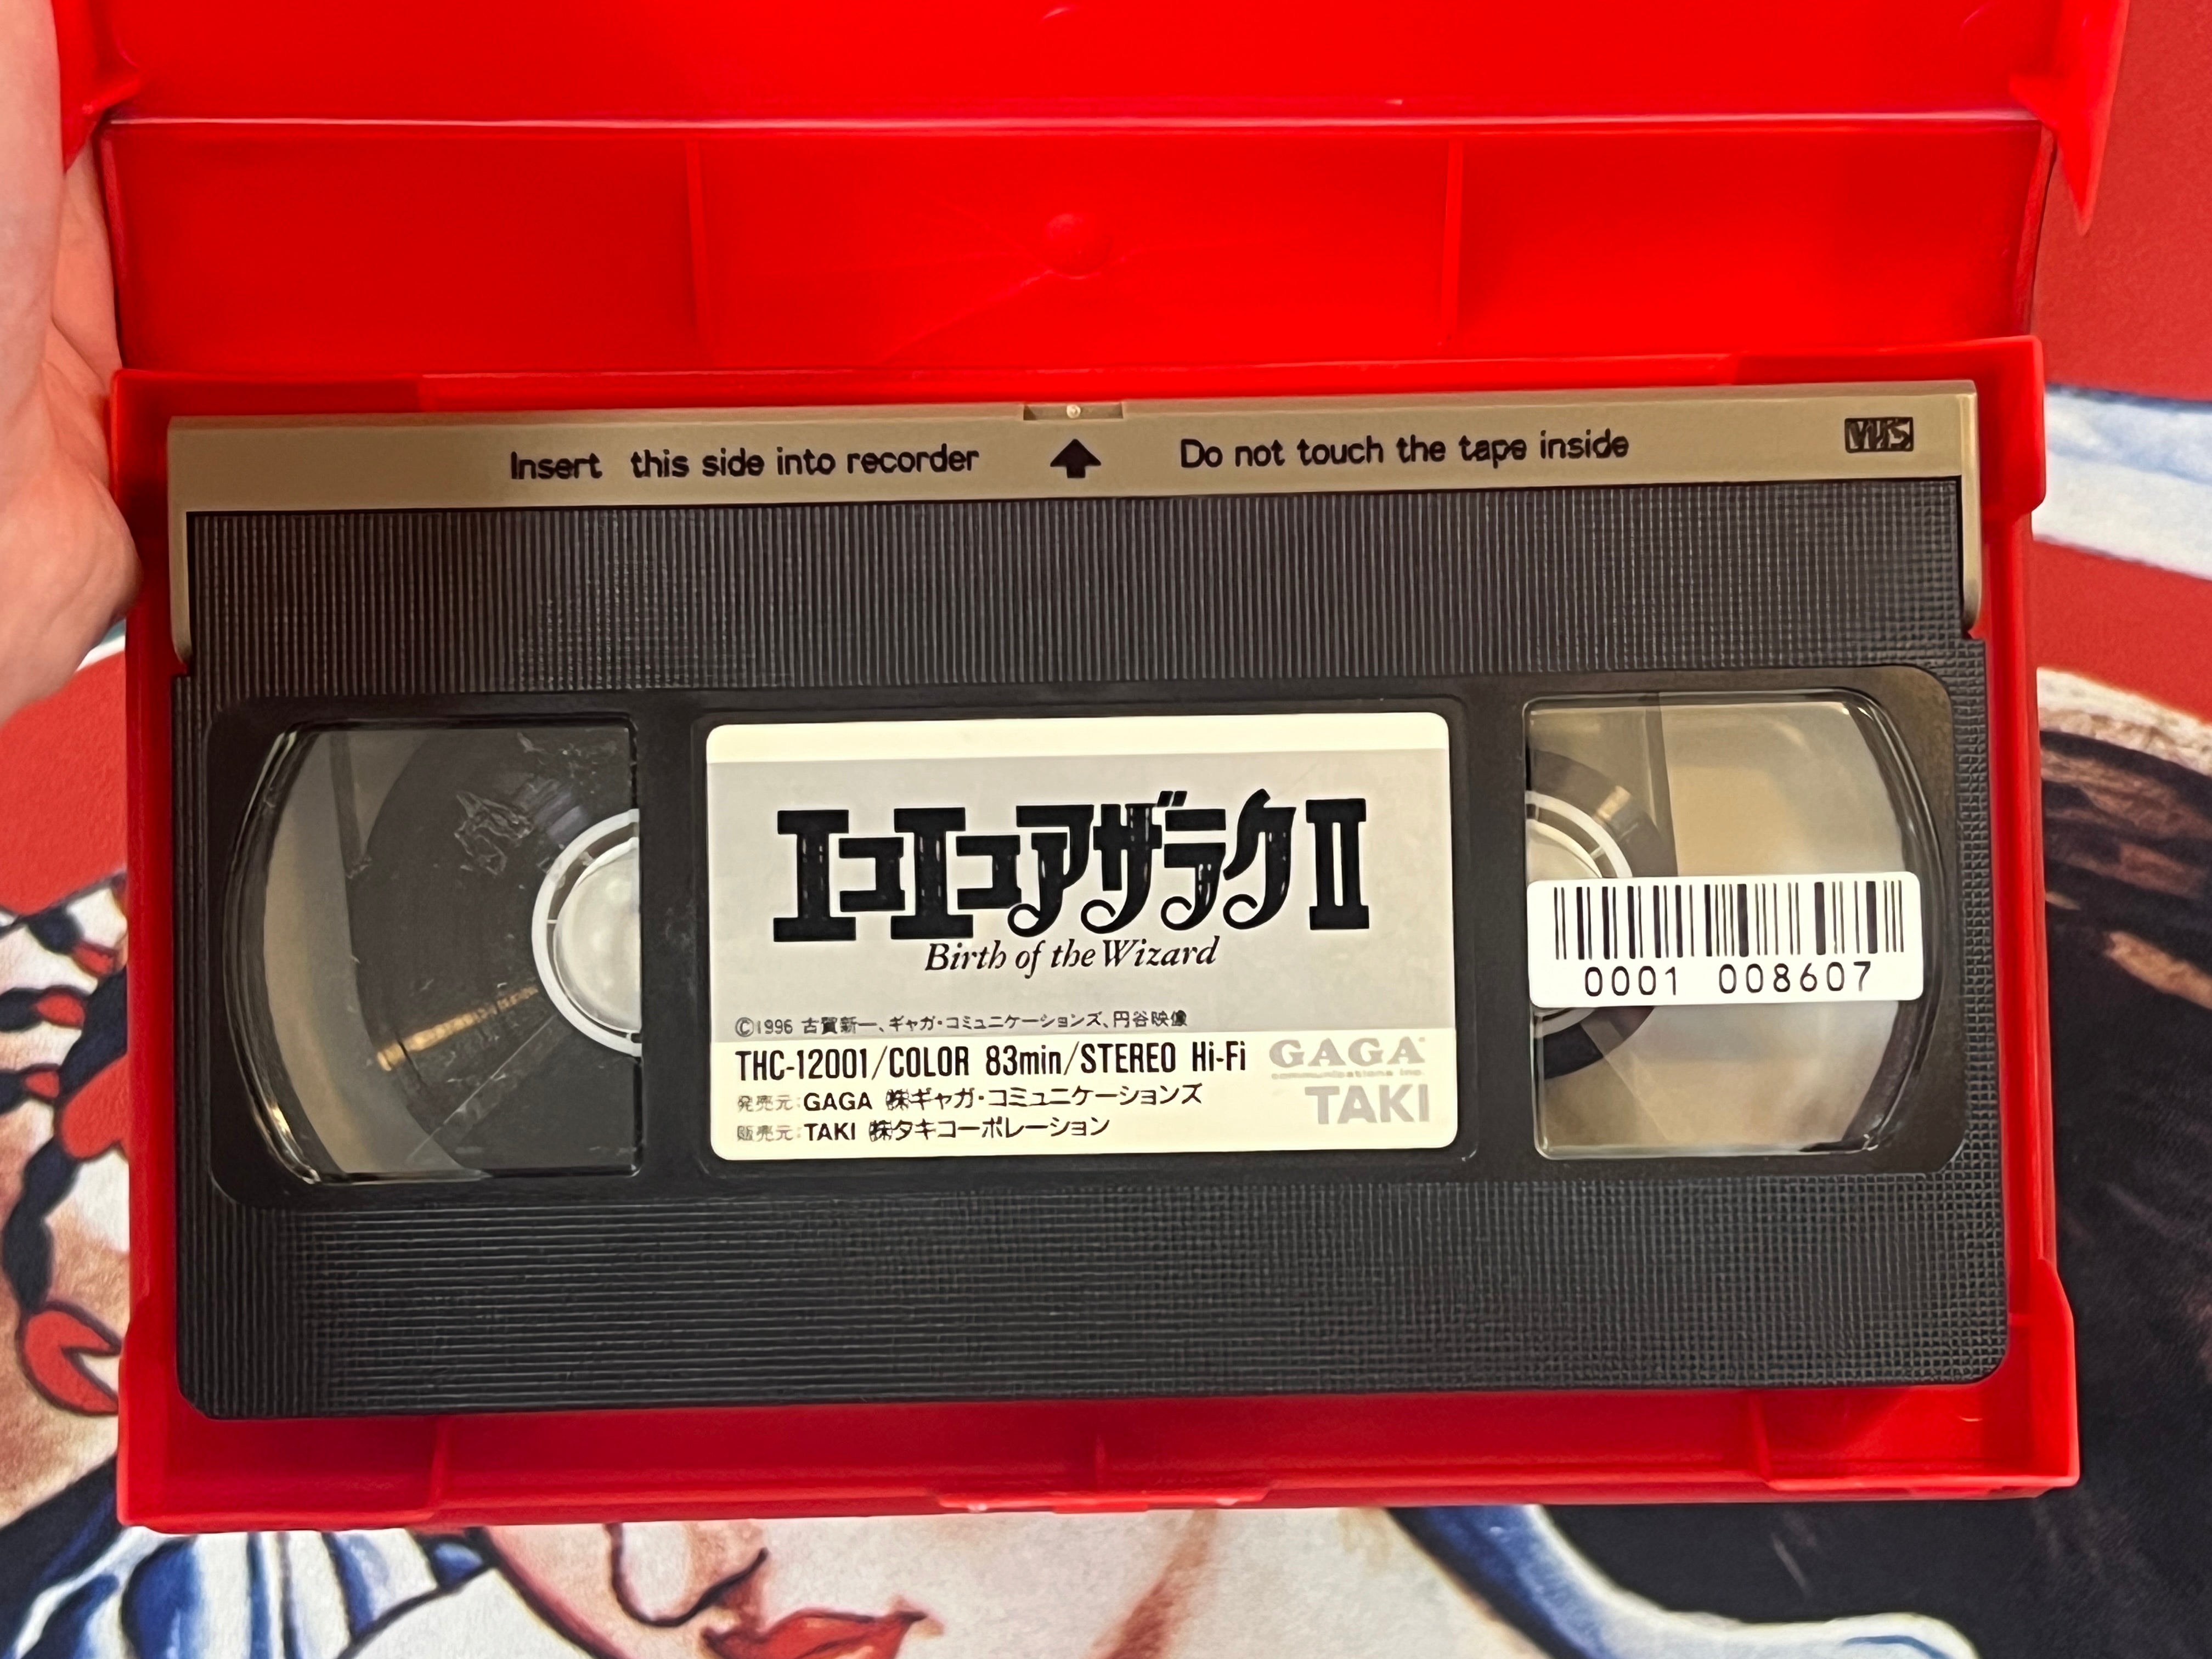 Insert this side into recorder
Do not touch the tape inside
VHS
エコエコアザラクII
Birth of the Wizard
©1996 古賀新一、ギャガ・コミュニケーションズ、円谷映像
THC-12001/COLOR 83min/STEREO Hi-Fi
GAGA
communications inc.
発売元:GAGA ㈱ギャガ・コミュニケーションズ
TAKI
販売元:TAKI ㈱タキコーポレーション
0001 008607